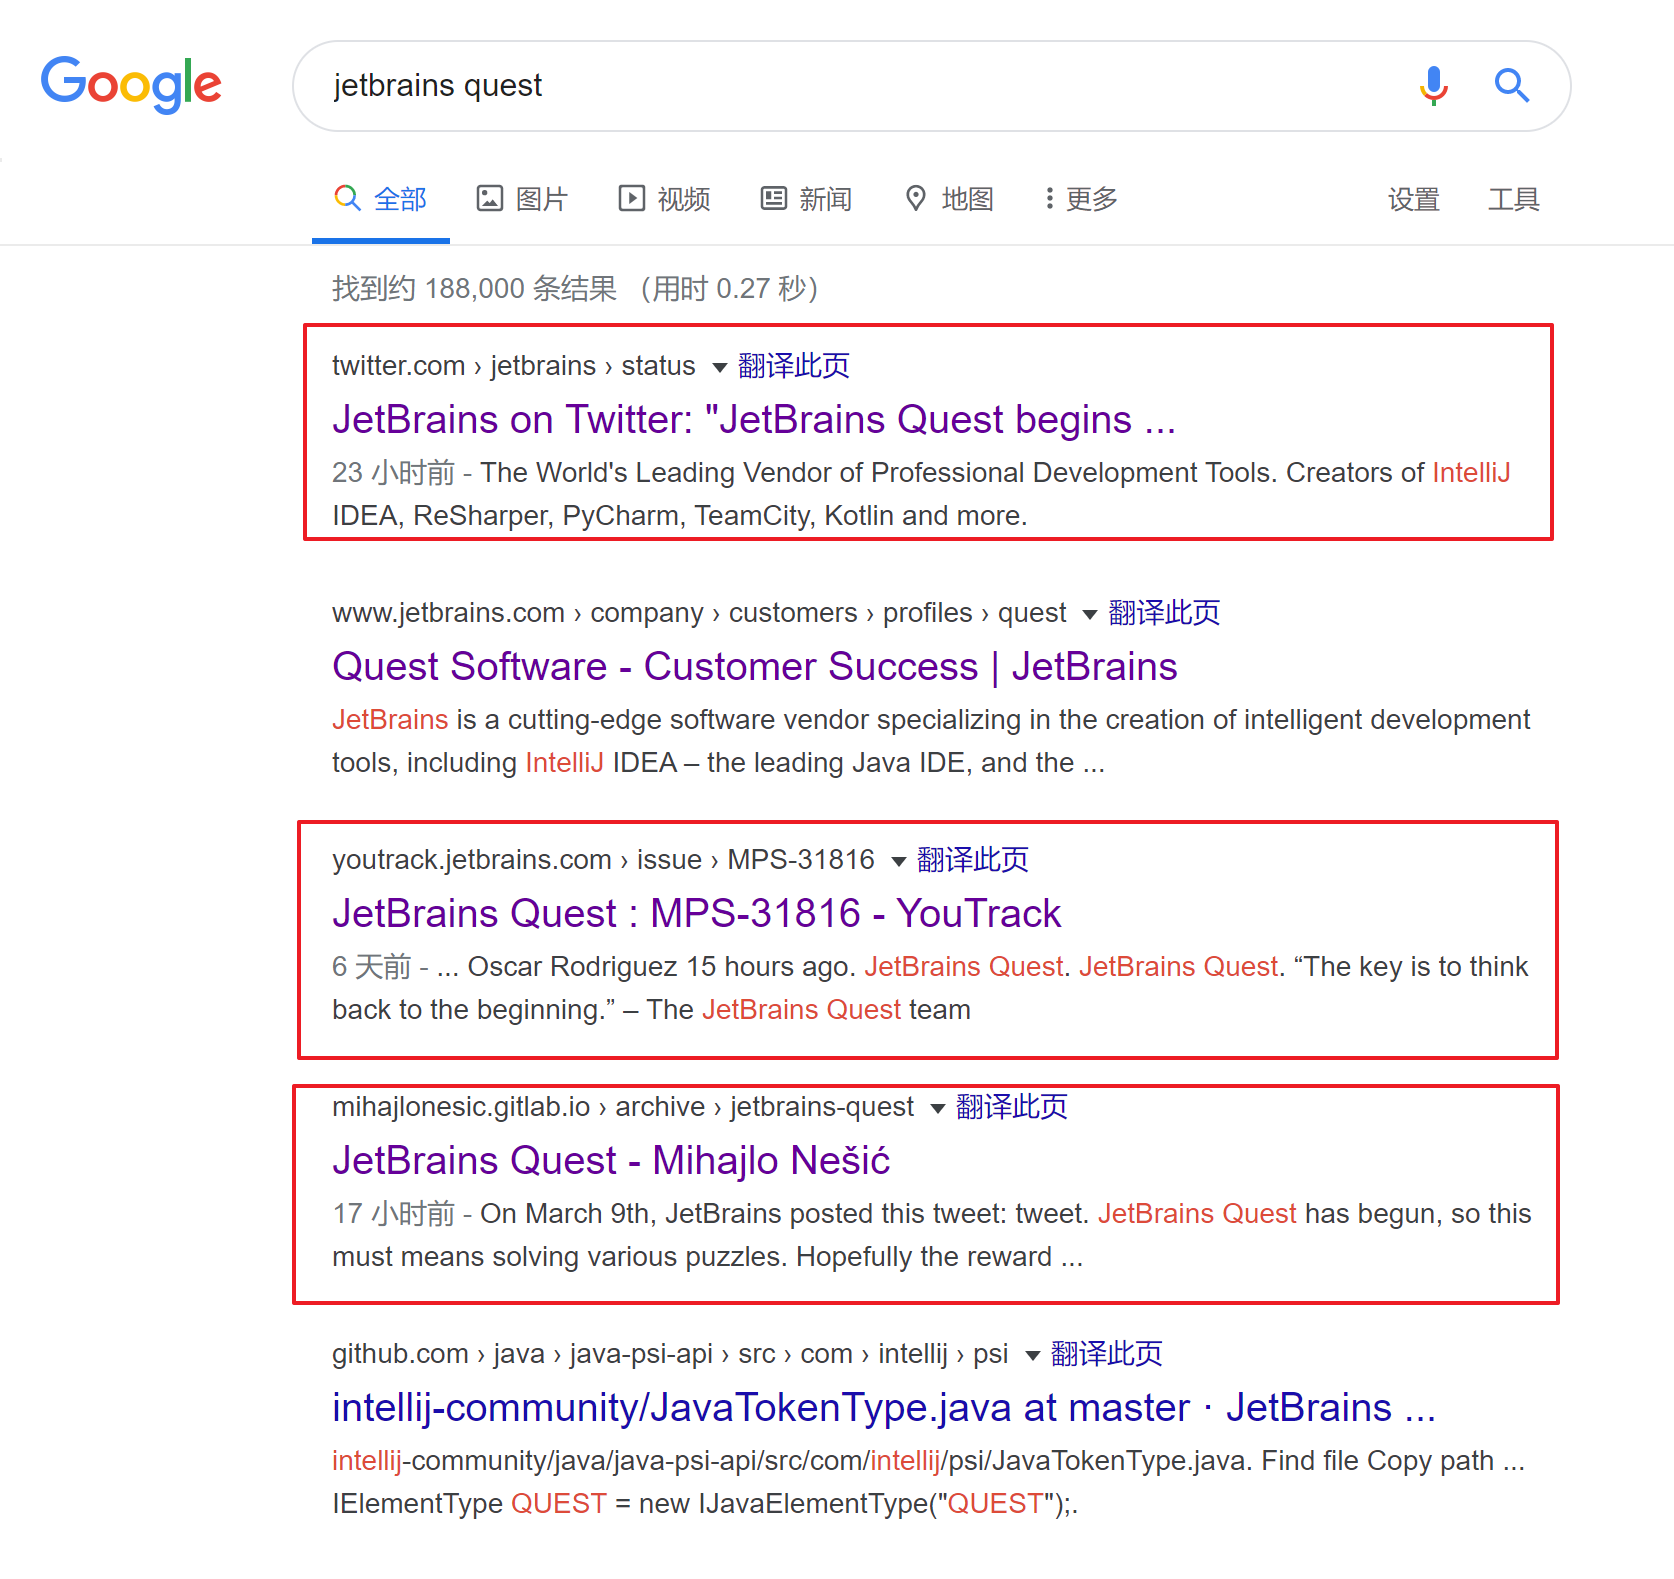 Google
jetbrains quest
全部 图片 视频 新闻 地图 更多 设置 工具
找到约 188,000 条结果 （用时 0.27 秒）
twitter.com › jetbrains › status 翻译此页
JetBrains on Twitter: "JetBrains Quest begins ...
23 小时前 - The World's Leading Vendor of Professional Development Tools. Creators of IntelliJ
IDEA, ReSharper, PyCharm, TeamCity, Kotlin and more.
www.jetbrains.com › company › customers › profiles › quest 翻译此页
Quest Software - Customer Success | JetBrains
JetBrains is a cutting-edge software vendor specializing in the creation of intelligent development
tools, including IntelliJ IDEA – the leading Java IDE, and the ...
youtrack.jetbrains.com › issue › MPS-31816 翻译此页
JetBrains Quest : MPS-31816 - YouTrack
6 天前 - ... Oscar Rodriguez 15 hours ago. JetBrains Quest. JetBrains Quest. “The key is to think
back to the beginning.” – The JetBrains Quest team
mihajlonesic.gitlab.io › archive › jetbrains-quest 翻译此页
JetBrains Quest - Mihajlo Nešić
17 小时前 - On March 9th, JetBrains posted this tweet: tweet. JetBrains Quest has begun, so this
must means solving various puzzles. Hopefully the reward ...
github.com › java › java-psi-api › src › com › intellij › psi 翻译此页
intellij-community/JavaTokenType.java at master · JetBrains ...
intellij-community/java/java-psi-api/src/com/intellij/psi/JavaTokenType.java. Find file Copy path ...
IElementType QUEST = new IJavaElementType("QUEST");.